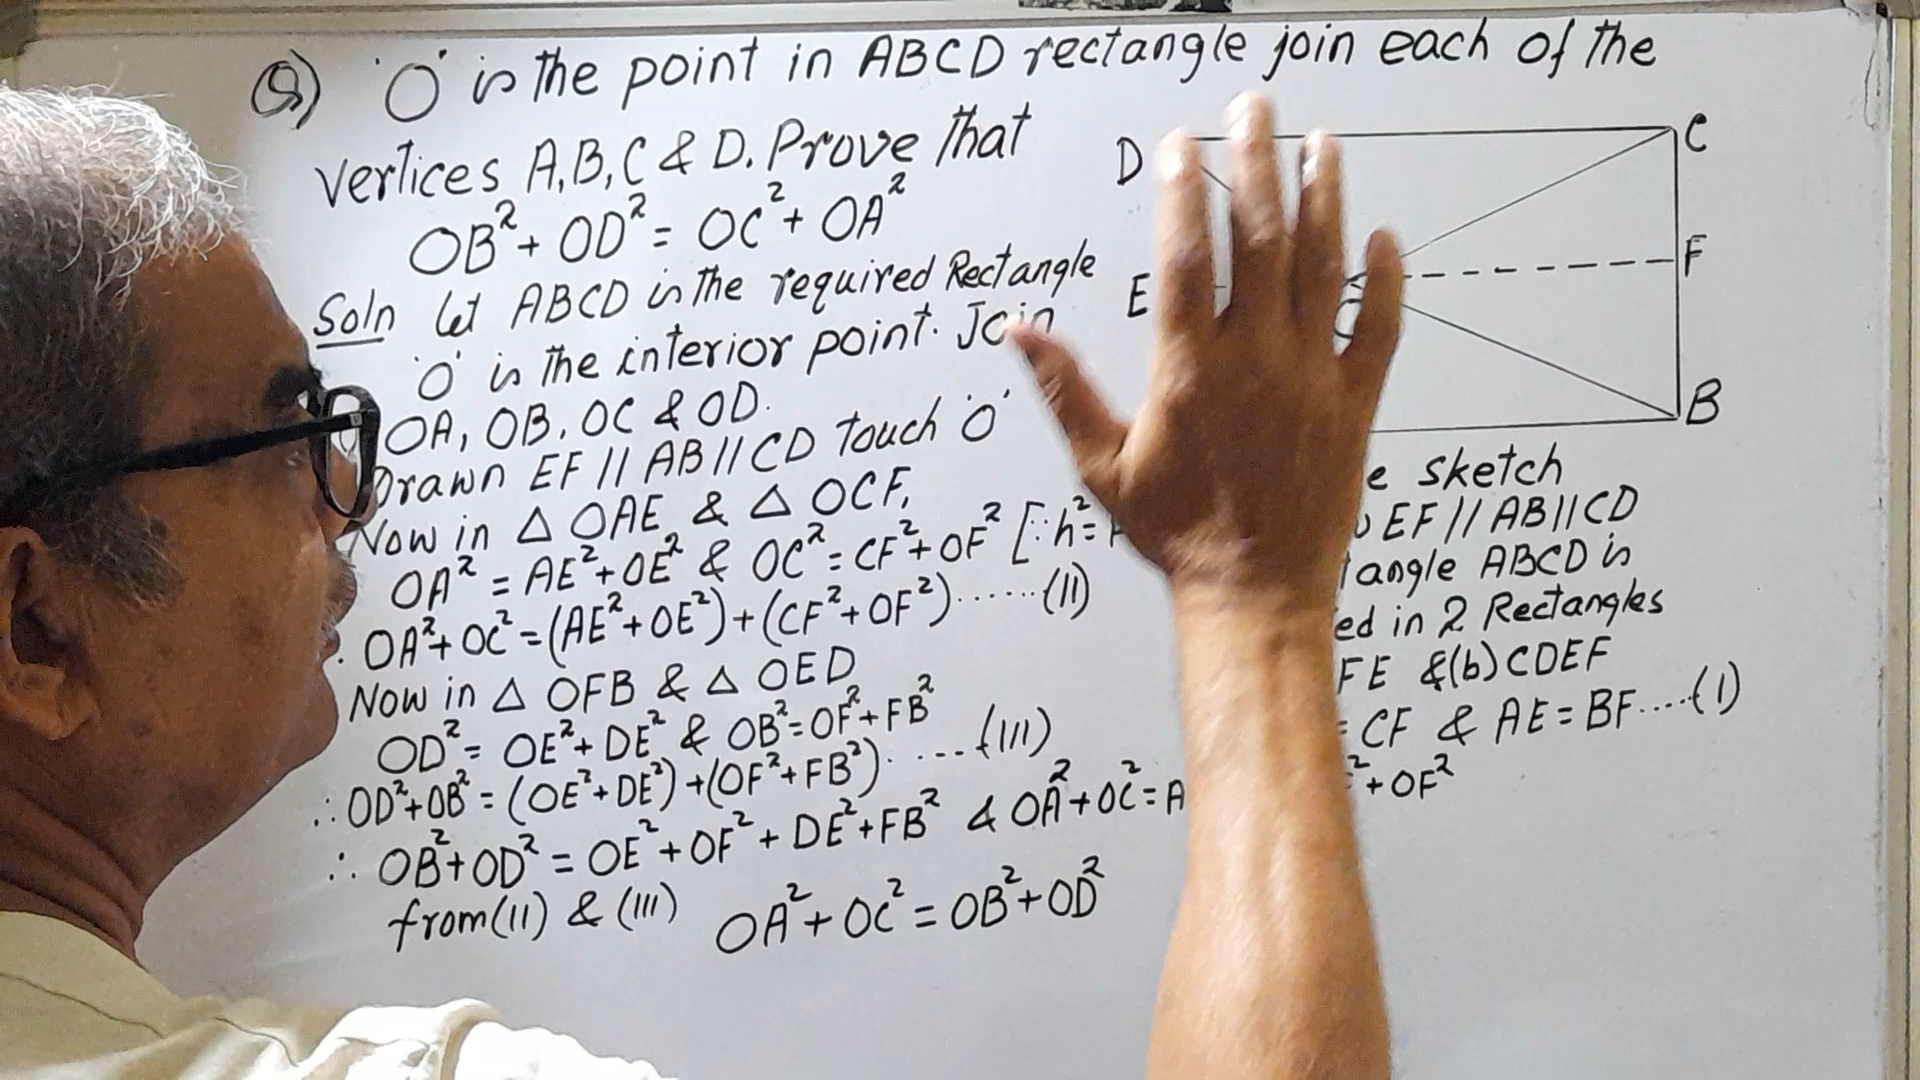 Q) 'O' is the point in ABCD rectangle join each of the
vertices A,B,C & D. Prove that
OB²+ OD² = OC²+ OA²
Soln Let ABCD is the required Rectangle
'O' is the interior point. Join
OA, OB, OC & OD.
Drawn EF // AB // CD touch 'O'
Now in △ OAE & △ OCF,
OA² = AE²+OE² & OC² = CF²+OF² [∵h²=
OA²+OC² = (AE²+OE²)+(CF²+OF²)......(II)
Now in △ OFB & △ OED
OD² = OE²+DE² & OB²=OF²+FB²
∴ OD²+OB² = (OE²+DE²)+(OF²+FB²).....(III)
∴ OB²+OD² = OE²+OF²+DE²+FB² & OA²+OC²=A
²+OF²
from(II) & (III) OA²+OC² = OB²+OD²
D
C
E
F
O
B
e sketch
EF // AB // CD
angle ABCD is
ed in 2 Rectangles
FE &(b) CDEF
= CF & AE = BF....(I)